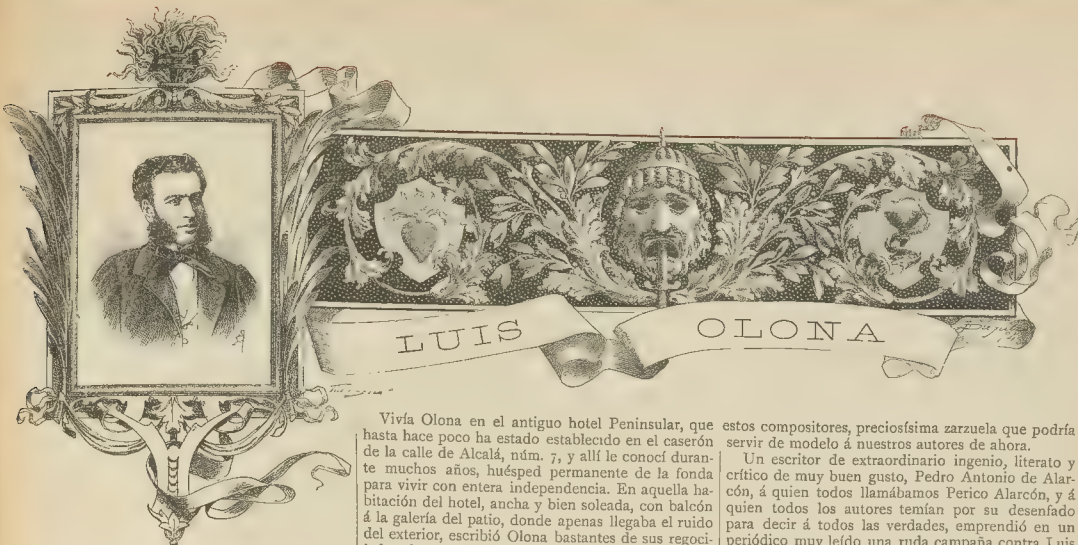 LUIS OLONA
Vivía Olona en el antiguo hotel Peninsular, que
hasta hace poco ha estado establecido en el caserón
de la calle de Alcalá, núm. 7, y allí le conocí duran-
te muchos años, huésped permanente de la fonda
para vivir con entera independencia. En aquella ha-
bitación del hotel, ancha y bien soleada, con balcón
á la galería del patio, donde apenas llegaba el ruido
del exterior, escribió Olona bastantes de sus regoci-
estos compositores, preciosísima zarzuela que podría
servir de modelo á nuestros autores de ahora.
Un escritor de extraordinario ingenio, literato y
crítico de muy buen gusto, Pedro Antonio de Alar-
cón, á quien todos llamábamos Perico Alarcón, y á
quien todos los autores temían por su desenfado
para decir á todos las verdades, emprendió en un
periódico muy leído una ruda campaña contra Luis